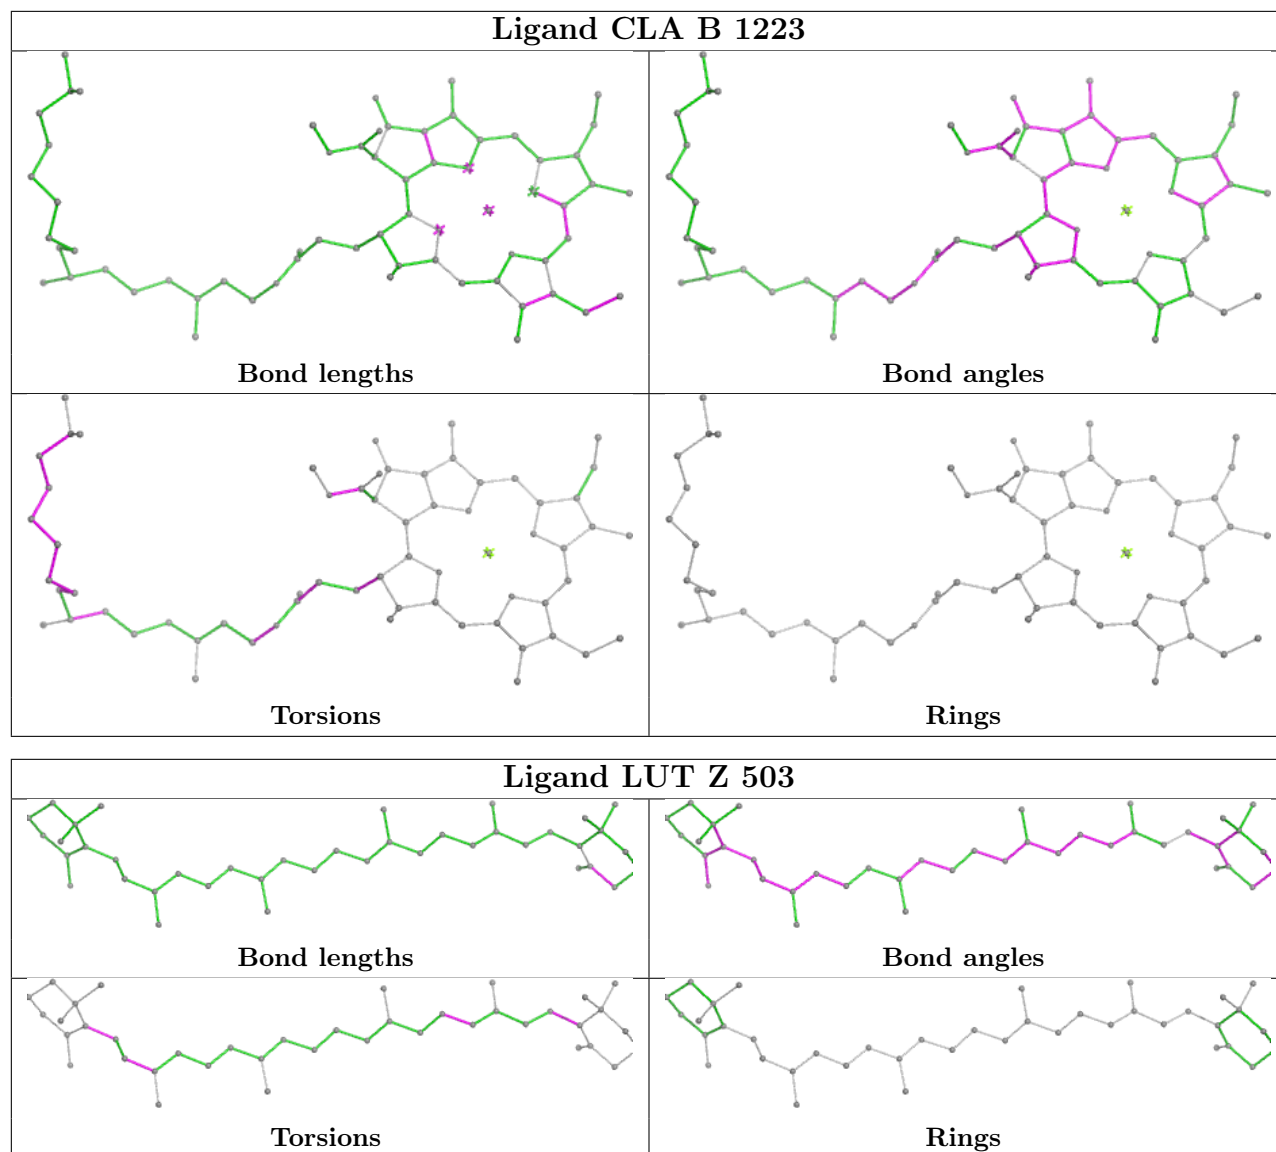 Ligand CLA B 1223
Bond lengths
Bond angles
Torsions
Rings
Ligand LUT Z 503
Bond lengths
Bond angles
Torsions
Rings